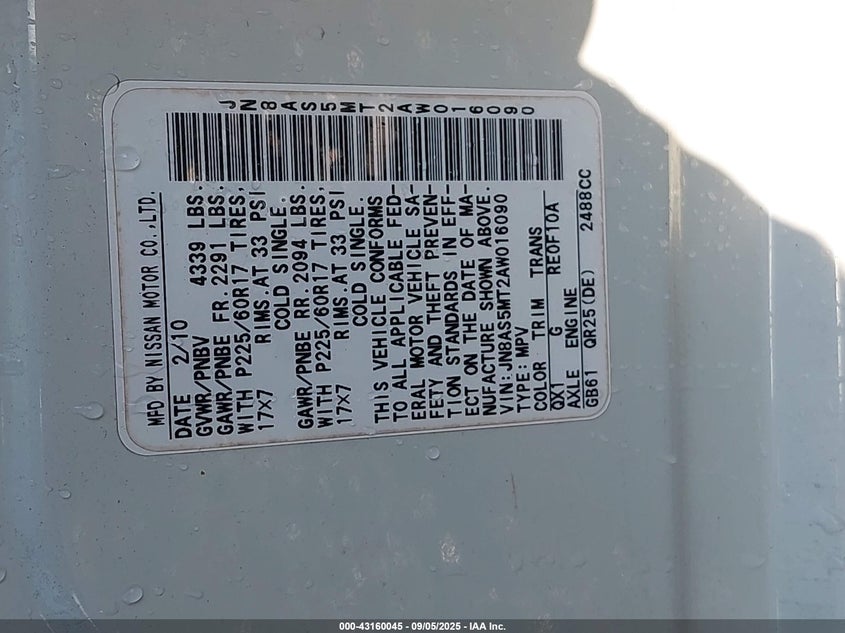 MFD BY NISSAN MOTOR CO.,LTD.
DATE 2/10
GVWR/PNBV 4339 LBS.
GAWR/PNBE FR. 2291 LBS.
WITH P225/60R17 TIRES,
17X7 RIMS.AT 33 PSI
COLD SINGLE.
GAWR/PNBE RR. 2094 LBS.
WITH P225/60R17 TIRES,
17X7 RIMS.AT 33 PSI
COLD SINGLE.
THIS VEHICLE CONFORMS
TO ALL APPLICABLE FED-
ERAL MOTOR VEHICLE SA-
FETY AND THEFT PREVEN-
TION STANDARDS IN EFF-
ECT ON THE DATE OF MA-
NUFACTURE SHOWN ABOVE.
VIN:JN8AS5MT2AW016090
TYPE:MPV
COLOR TRIM TRANS
QX1 G RE0F10A
AXLE ENGINE
GB61 QR25(DE) 2488CC
JN8AS5MT2AW016090
000-43160045 - 09/05/2025 - IAA Inc.